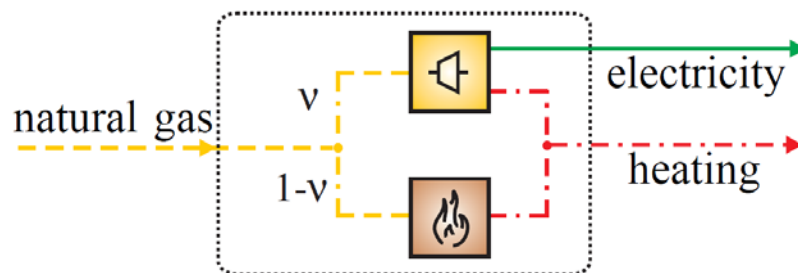 natural gas
ν
1-ν
electricity
heating